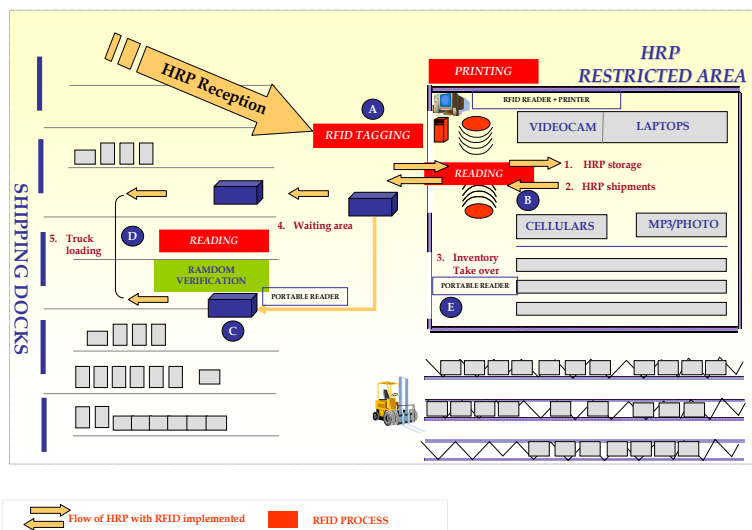 HRP
RESTRICTED AREA
PRINTING
HRP Reception
RFID READER + PRINTER
A
RFID TAGGING
VIDEOCAM
LAPTOPS
READING
1. HRP storage
2. HRP shipments
B
SHIPPING DOCKS
4. Waiting area
CELLULARS
MP3/PHOTO
5. Truck
loading
D
READING
3. Inventory
Take over
RAMDOM
VERIFICATION
PORTABLE READER
PORTABLE READER
E
C
Flow of HRP with RFID implemented
RFID PROCESS